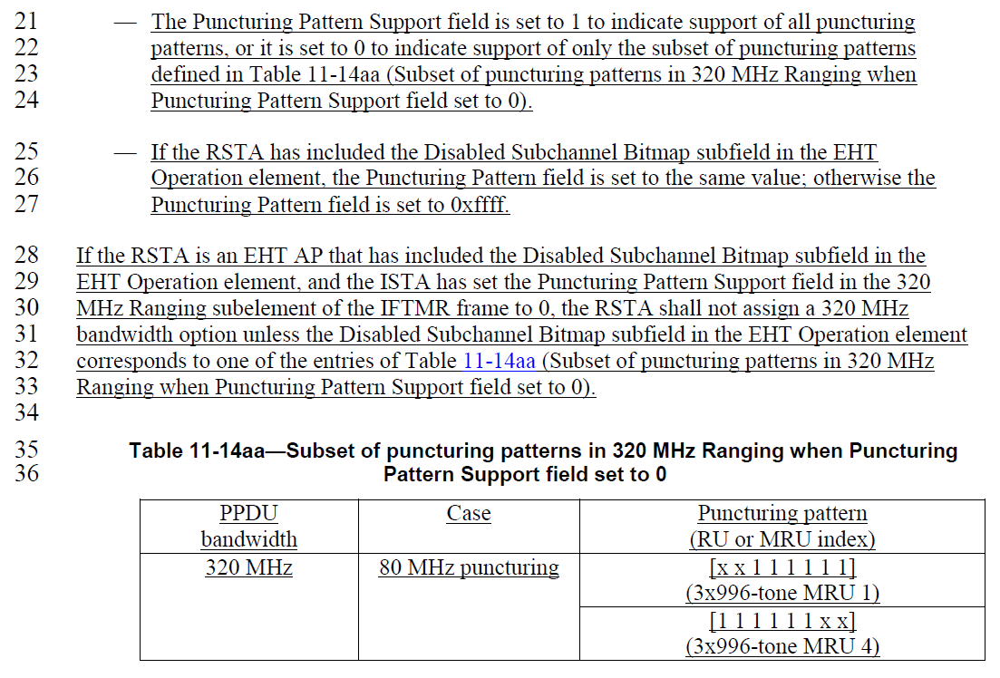 21 — The Puncturing Pattern Support field is set to 1 to indicate support of all puncturing
22 patterns, or it is set to 0 to indicate support of only the subset of puncturing patterns
23 defined in Table 11-14aa (Subset of puncturing patterns in 320 MHz Ranging when
24 Puncturing Pattern Support field set to 0).
25 — If the RSTA has included the Disabled Subchannel Bitmap subfield in the EHT
26 Operation element, the Puncturing Pattern field is set to the same value; otherwise the
27 Puncturing Pattern field is set to 0xffff.
28 If the RSTA is an EHT AP that has included the Disabled Subchannel Bitmap subfield in the
29 EHT Operation element, and the ISTA has set the Puncturing Pattern Support field in the 320
30 MHz Ranging subelement of the IFTMR frame to 0, the RSTA shall not assign a 320 MHz
31 bandwidth option unless the Disabled Subchannel Bitmap subfield in the EHT Operation element
32 corresponds to one of the entries of Table 11-14aa (Subset of puncturing patterns in 320 MHz
33 Ranging when Puncturing Pattern Support field set to 0).
34
35 Table 11-14aa—Subset of puncturing patterns in 320 MHz Ranging when Puncturing
36 Pattern Support field set to 0
PPDU bandwidth
Case
Puncturing pattern
(RU or MRU index)
320 MHz
80 MHz puncturing
[x x 1 1 1 1 1 1]
(3x996-tone MRU 1)
[1 1 1 1 1 1 x x]
(3x996-tone MRU 4)